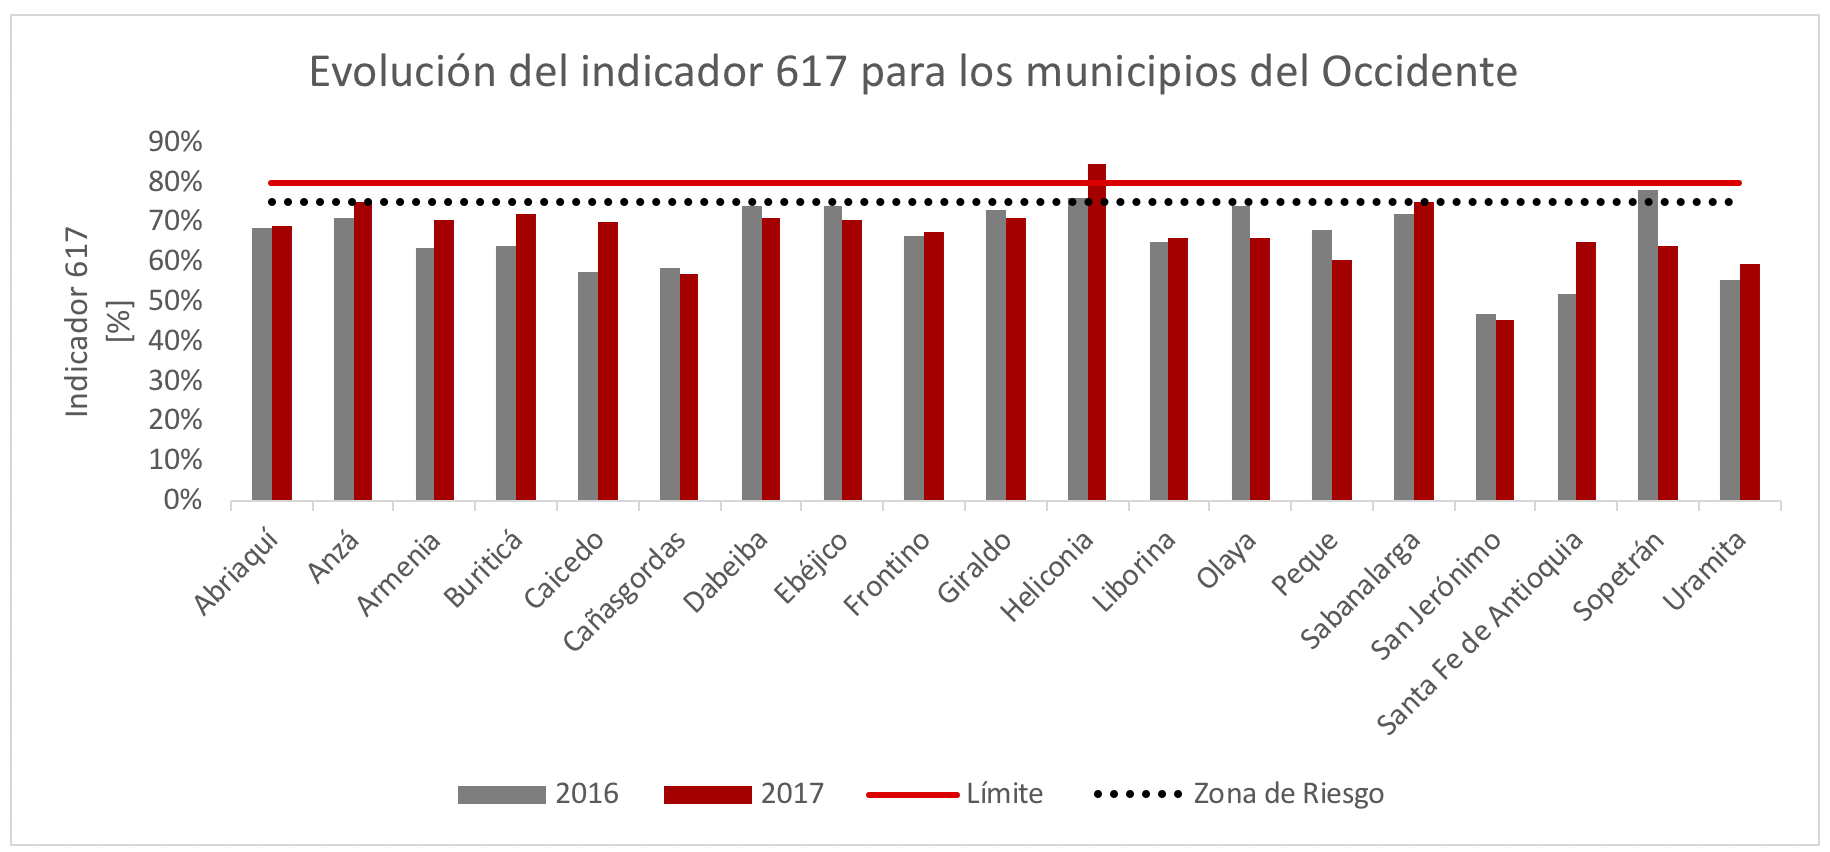 Evolución del indicador 617 para los municipios del Occidente
Indicador 617
[%]
90%
80%
70%
60%
50%
40%
30%
20%
10%
0%
Abriaquí
Anzá
Armenia
Buriticá
Caicedo
Cañasgordas
Dabeiba
Ebéjico
Frontino
Giraldo
Heliconia
Liborina
Olaya
Peque
Sabanalarga
San Jerónimo
Santa Fe de Antioquia
Sopetrán
Uramita
2016
2017
Límite
Zona de Riesgo